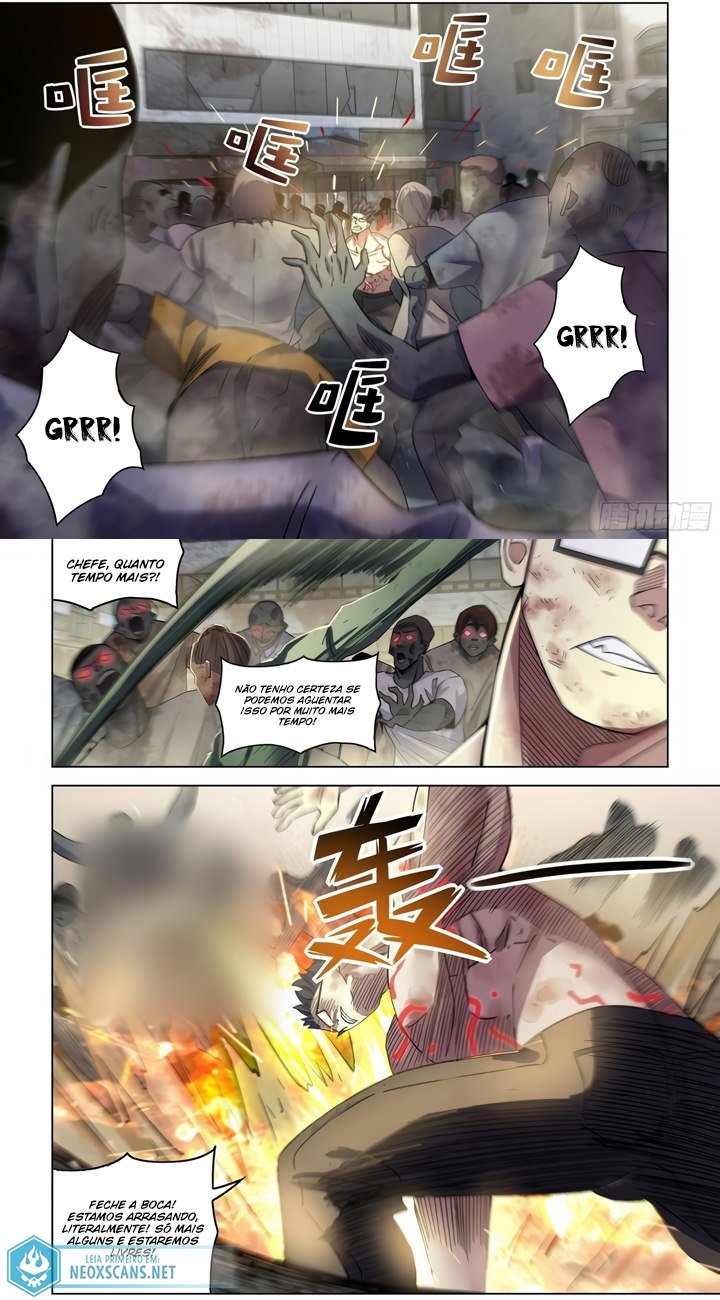 哐
哐
哐
哐
GRRR!
哐
GRRR!
腾讯动漫
CHEFE, QUANTO
TEMPO MAIS?!
NÃO TENHO CERTEZA SE
PODEMOS AGUENTAR
ISSO POR MUITO MAIS
TEMPO!
轰
FECHE A BOCA!
ESTAMOS ARRASANDO,
LITERALMENTE! SÓ MAIS
ALGUNS E ESTAREMOS
LIVRES!
LEIA PRIMEIRO EM:
NEOXSCANS.NET